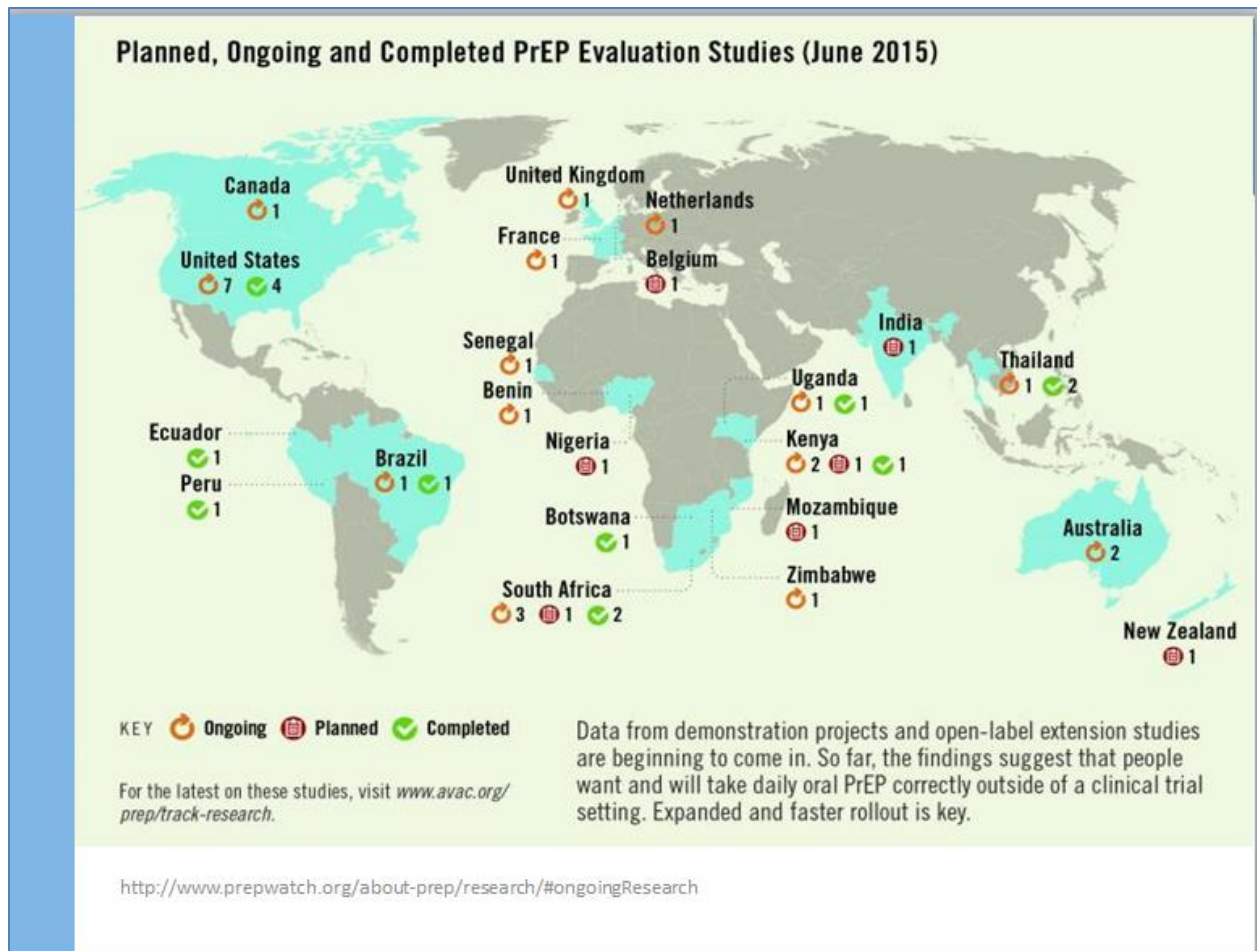 Planned, Ongoing and Completed PrEP Evaluation Studies (June 2015)
Canada
1
United States
7 4
United Kingdom
1
Netherlands
1
France
1
Belgium
1
Senegal
1
Benin
1
Nigeria
1
India
1
Thailand
1 2
Uganda
1 1
Kenya
2 1 1
Ecuador
1
Peru
1
Brazil
1 1
Botswana
1
Mozambique
1
South Africa
3 1 2
Zimbabwe
1
Australia
2
New Zealand
1
KEY Ongoing Planned Completed
For the latest on these studies, visit www.avac.org/
prep/track-research.
Data from demonstration projects and open-label extension studies
are beginning to come in. So far, the findings suggest that people
want and will take daily oral PrEP correctly outside of a clinical trial
setting. Expanded and faster rollout is key.
http://www.prepwatch.org/about-prep/research/#ongoingResearch